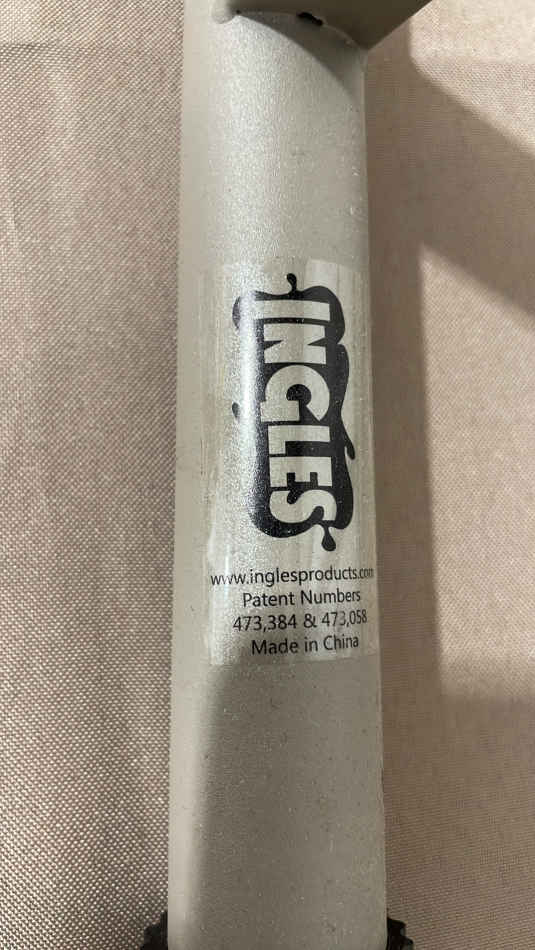 INGLES
www.inglesproducts.com
Patent Numbers
473,384 & 473,058
Made in China